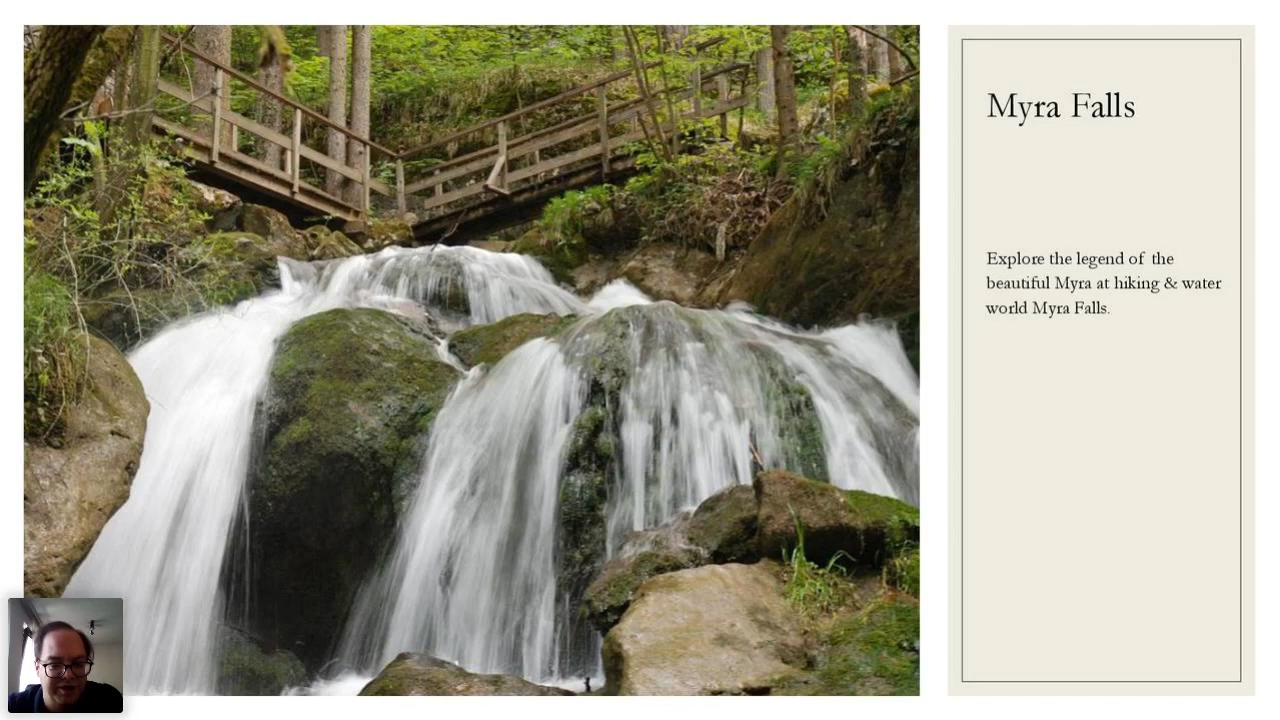 Myra Falls
Explore the legend of the
beautiful Myra at hiking & water
world Myra Falls.